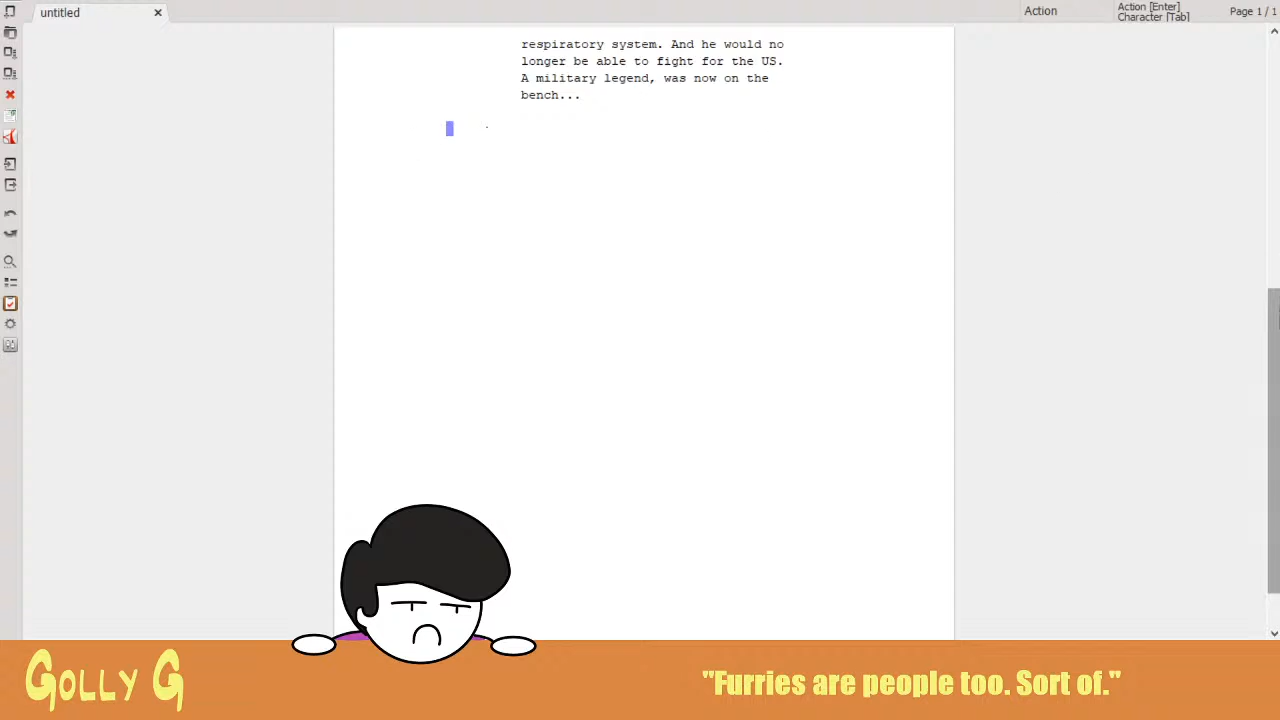 untitled
Action
Action [Enter]
Character [Tab]
Page 1 / 1
respiratory system. And he would no
longer be able to fight for the US.
A military legend, was now on the
bench...
GOLLY G
"Furries are people too. Sort of."